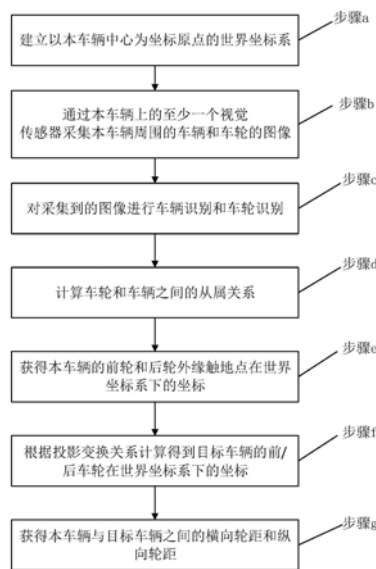 建立以本车辆中心为坐标原点的世界坐标系
步骤a
通过本车辆上的至少一个视觉
传感器采集本车辆周围的车辆和车轮的图像
步骤b
对采集到的图像进行车辆识别和车轮识别
步骤c
计算车轮和车辆之间的从属关系
步骤d
获得本车辆的前轮和后轮外缘触地点在世界
坐标系下的坐标
步骤e
根据投影变换关系计算得到目标车辆的前/
后车轮在世界坐标系下的坐标
步骤f
获得本车辆与目标车辆之间的横向轮距和纵
向轮距
步骤g